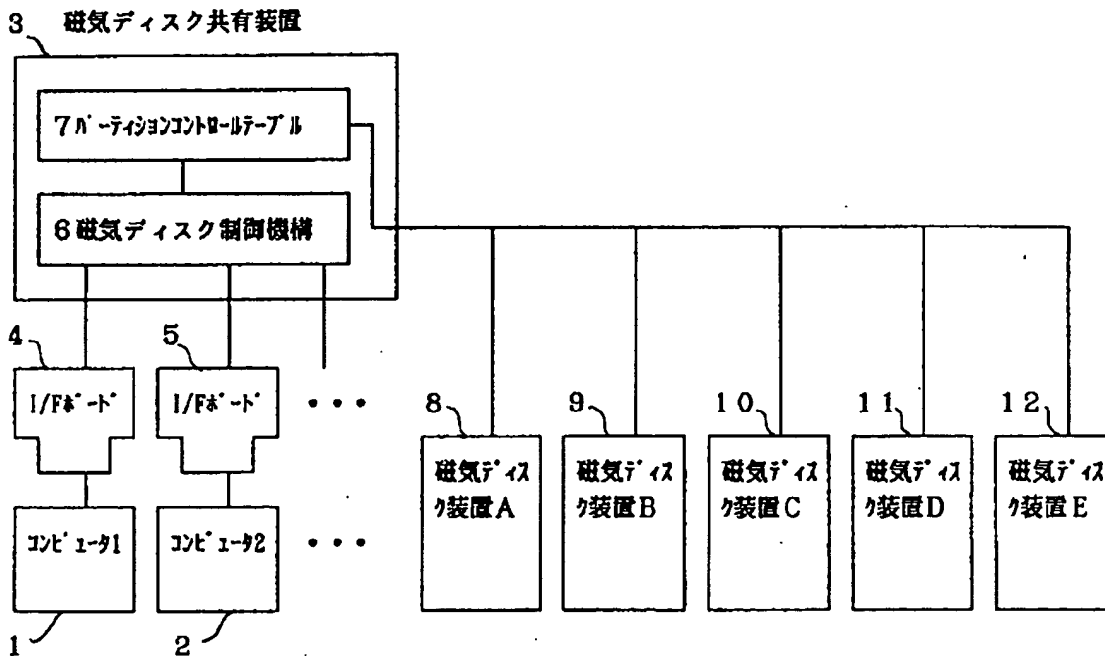 3 磁気ディスク共有装置
7パーティションコントロールテーブル
6磁気ディスク制御機構
4
5
I/Fボード
I/Fボード
・・・
8
9
10
11
12
磁気ディス
ク装置A
磁気ディス
ク装置B
磁気ディス
ク装置C
磁気ディス
ク装置D
磁気ディス
ク装置E
コンピュータ1
コンピュータ2
・・・
1
2